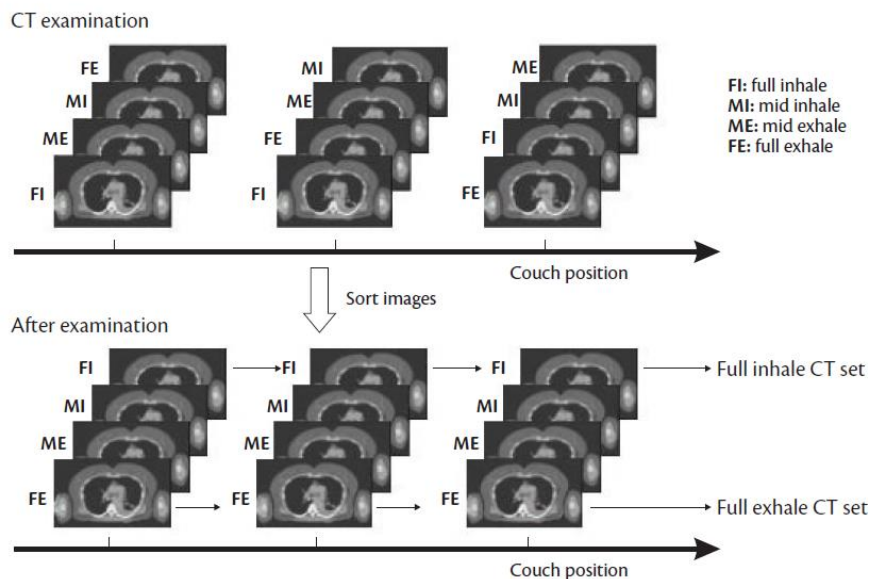 CT examination
FE
MI
ME
FI
MI
ME
FE
FI
ME
MI
FI
FE
FI: full inhale
MI: mid inhale
ME: mid exhale
FE: full exhale
Couch position
Sort images
After examination
FI
MI
ME
FE
FI
MI
ME
FE
FI
MI
ME
FE
Full inhale CT set
Full exhale CT set
Couch position